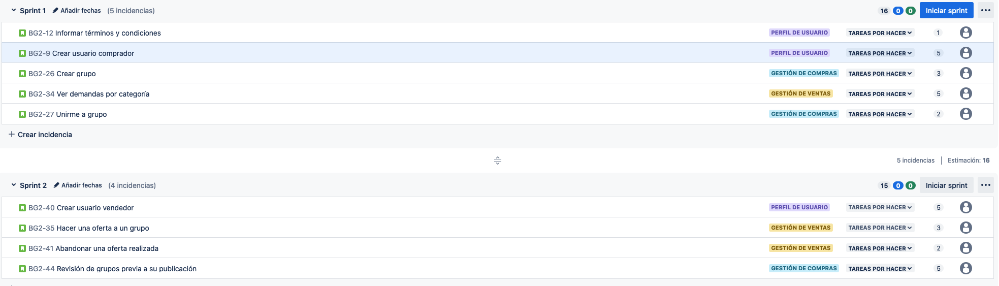 Sprint 1 Añadir fechas (5 incidencias) 16 0 0 Iniciar sprint
BG2-12 Informar términos y condiciones PERFIL DE USUARIO TAREAS POR HACER 1
BG2-9 Crear usuario comprador PERFIL DE USUARIO TAREAS POR HACER 5
BG2-26 Crear grupo GESTIÓN DE COMPRAS TAREAS POR HACER 3
BG2-34 Ver demandas por categoría GESTIÓN DE VENTAS TAREAS POR HACER 5
BG2-27 Unirme a grupo GESTIÓN DE COMPRAS TAREAS POR HACER 2
+ Crear incidencia
5 incidencias Estimación: 16
Sprint 2 Añadir fechas (4 incidencias) 15 0 0 Iniciar sprint
BG2-40 Crear usuario vendedor PERFIL DE USUARIO TAREAS POR HACER 5
BG2-35 Hacer una oferta a un grupo GESTIÓN DE VENTAS TAREAS POR HACER 3
BG2-41 Abandonar una oferta realizada GESTIÓN DE VENTAS TAREAS POR HACER 2
BG2-44 Revisión de grupos previa a su publicación GESTIÓN DE COMPRAS TAREAS POR HACER 5